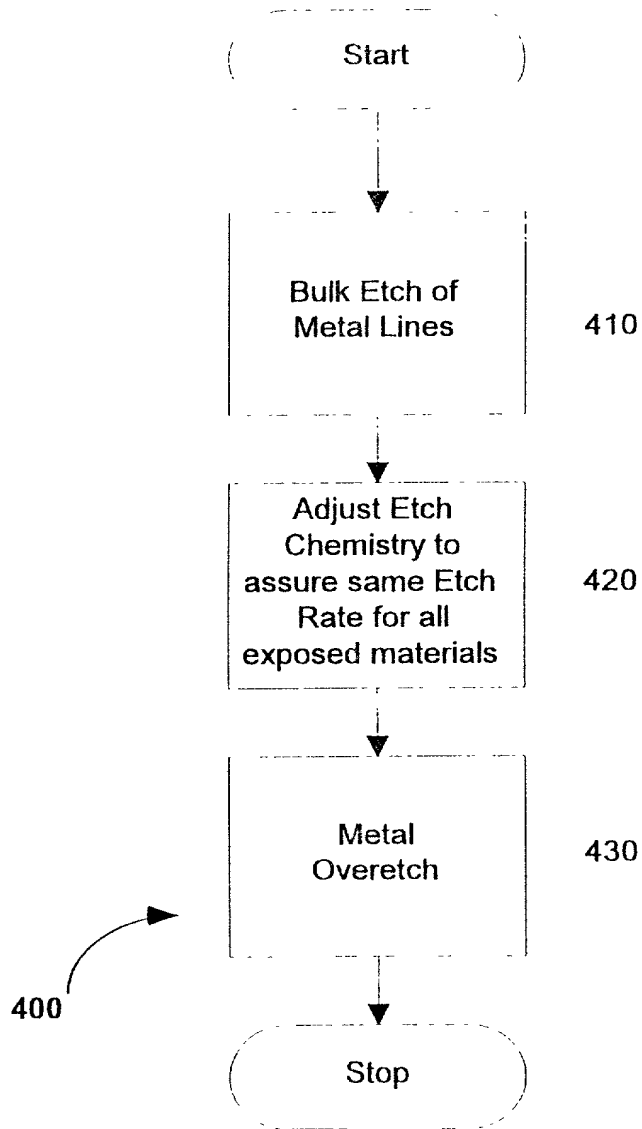 Start
Bulk Etch of
Metal Lines
410
Adjust Etch
Chemistry to
assure same Etch
Rate for all
exposed materials
420
Metal
Overetch
430
400
Stop